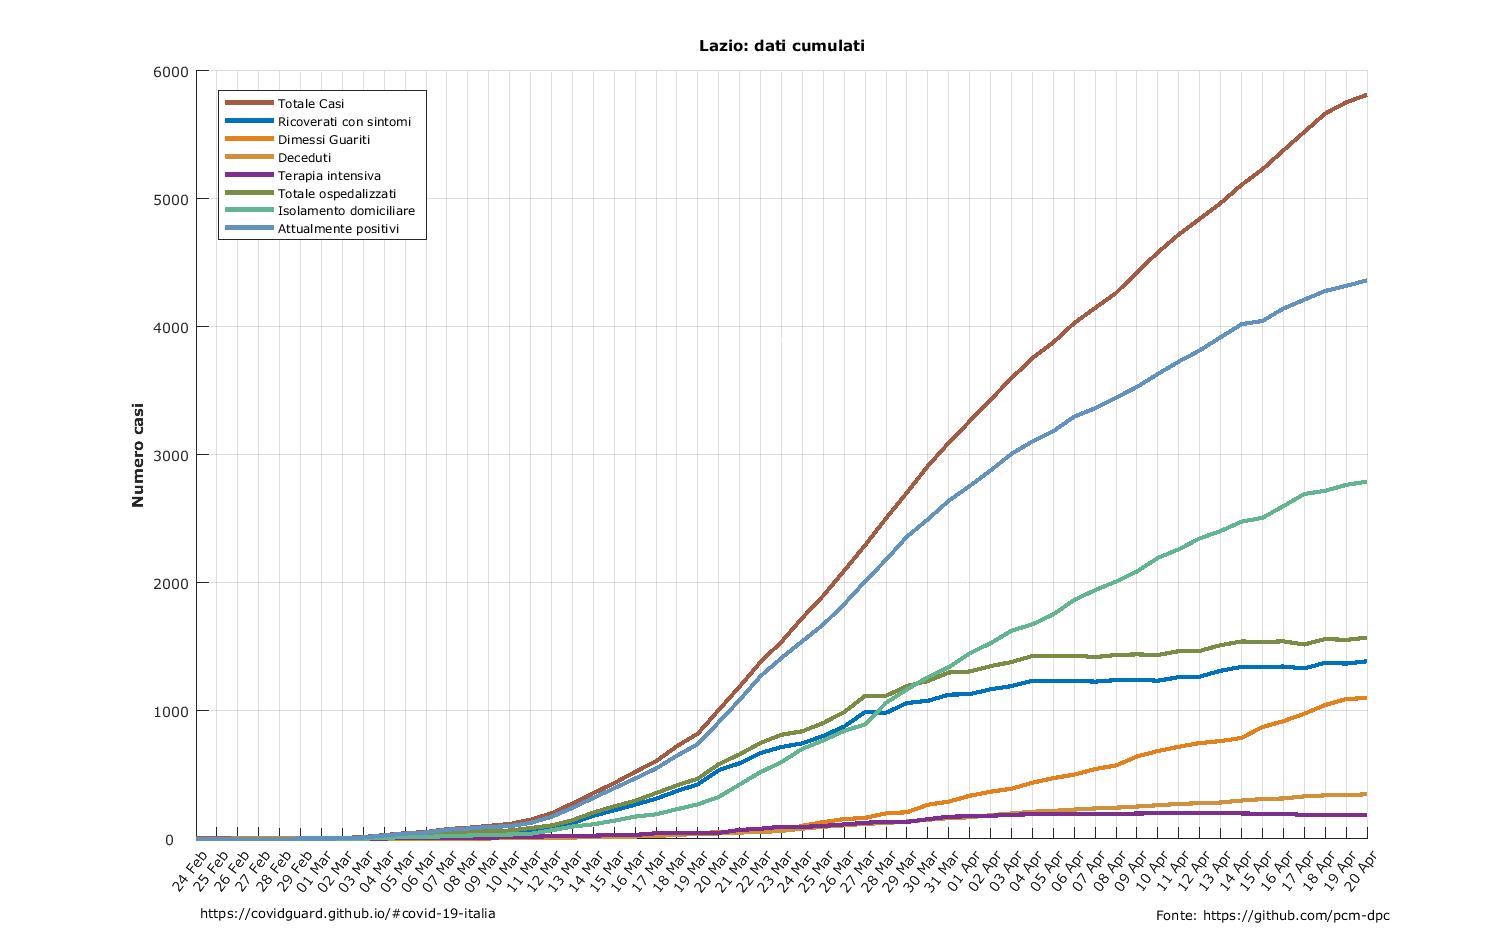 Lazio: dati cumulati
6000
5000
4000
3000
2000
1000
0
Numero casi
Totale Casi
Ricoverati con sintomi
Dimessi Guariti
Deceduti
Terapia intensiva
Totale ospedalizzati
Isolamento domiciliare
Attualmente positivi
24 Feb
25 Feb
26 Feb
27 Feb
28 Feb
29 Feb
01 Mar
02 Mar
03 Mar
04 Mar
05 Mar
06 Mar
07 Mar
08 Mar
09 Mar
10 Mar
11 Mar
12 Mar
13 Mar
14 Mar
15 Mar
16 Mar
17 Mar
18 Mar
19 Mar
20 Mar
21 Mar
22 Mar
23 Mar
24 Mar
25 Mar
26 Mar
27 Mar
28 Mar
29 Mar
30 Mar
31 Mar
01 Apr
02 Apr
03 Apr
04 Apr
05 Apr
06 Apr
07 Apr
08 Apr
09 Apr
10 Apr
11 Apr
12 Apr
13 Apr
14 Apr
15 Apr
16 Apr
17 Apr
18 Apr
19 Apr
20 Apr
https://covidguard.github.io/#covid-19-italia
Fonte: https://github.com/pcm-dpc